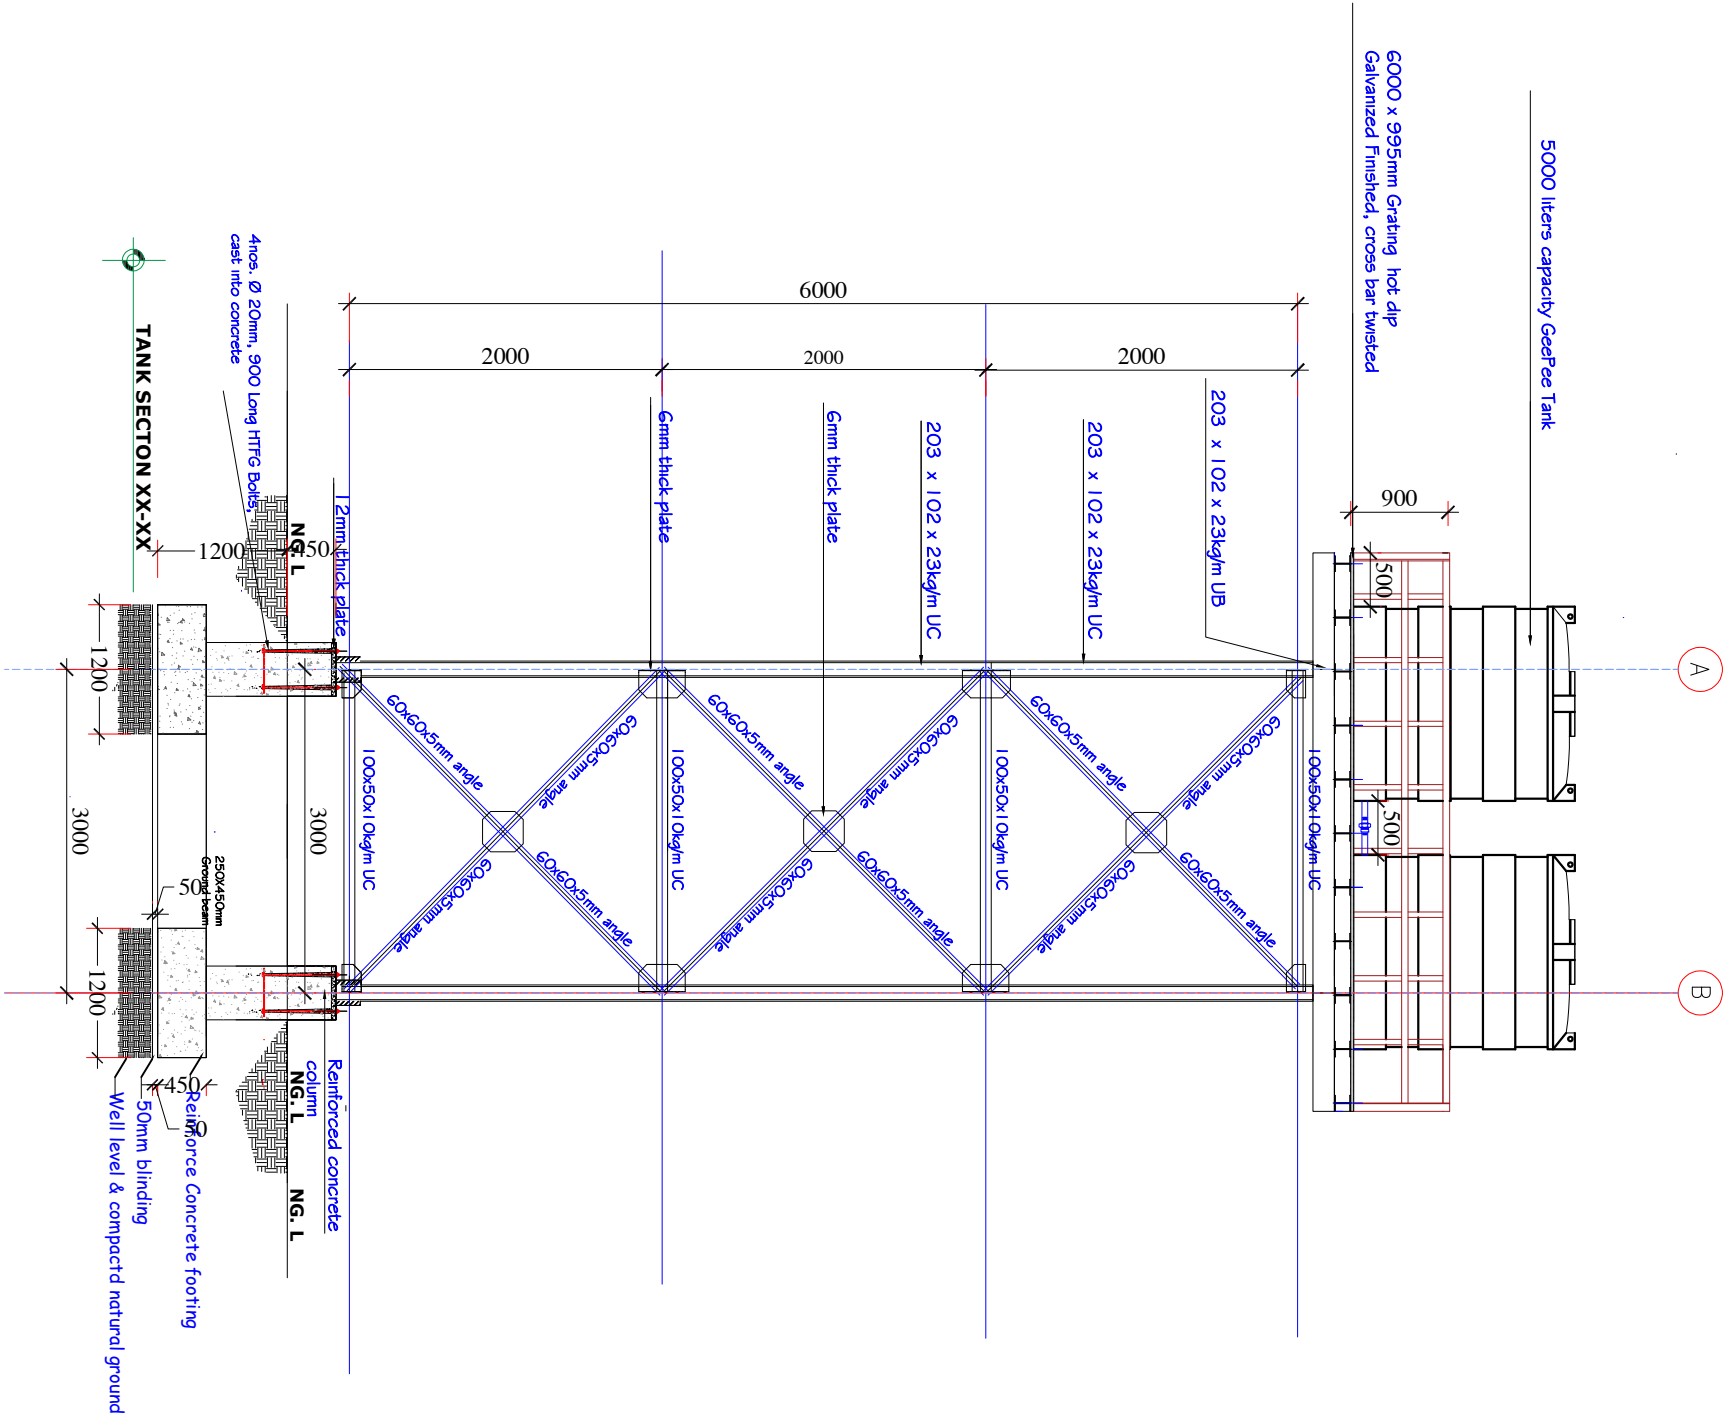 5000 liters capacity GeePee Tank
6000 x 995mm Grating hot dip
Galvanized Finished, cross bar twisted
A
B
900
500
500
203 x 102 x 23kg/m UB
203 x 102 x 23kg/m UC
203 x 102 x 23kg/m UC
6mm thick plate
6mm thick plate
12mm thick plate
6000
2000
2000
2000
100x50x10kg/m UC
60x60x5mm angle
60x60x5mm angle
60x60x5mm angle
60x60x5mm angle
100x50x10kg/m UC
60x60x5mm angle
60x60x5mm angle
60x60x5mm angle
60x60x5mm angle
100x50x10kg/m UC
60x60x5mm angle
60x60x5mm angle
60x60x5mm angle
60x60x5mm angle
100x50x10kg/m UC
3000
NG. L
450
1200
4nos. Ø 20mm, 900 Long HTFG Bolts,
cast into concrete
Reinforced concrete
column
NG. L
NG. L
250X450mm
Ground beam
50
450
50
Reinforce Concrete footing
50mm blinding
Well level & compactd natural ground
1200
1200
3000
TANK SECTON XX-XX